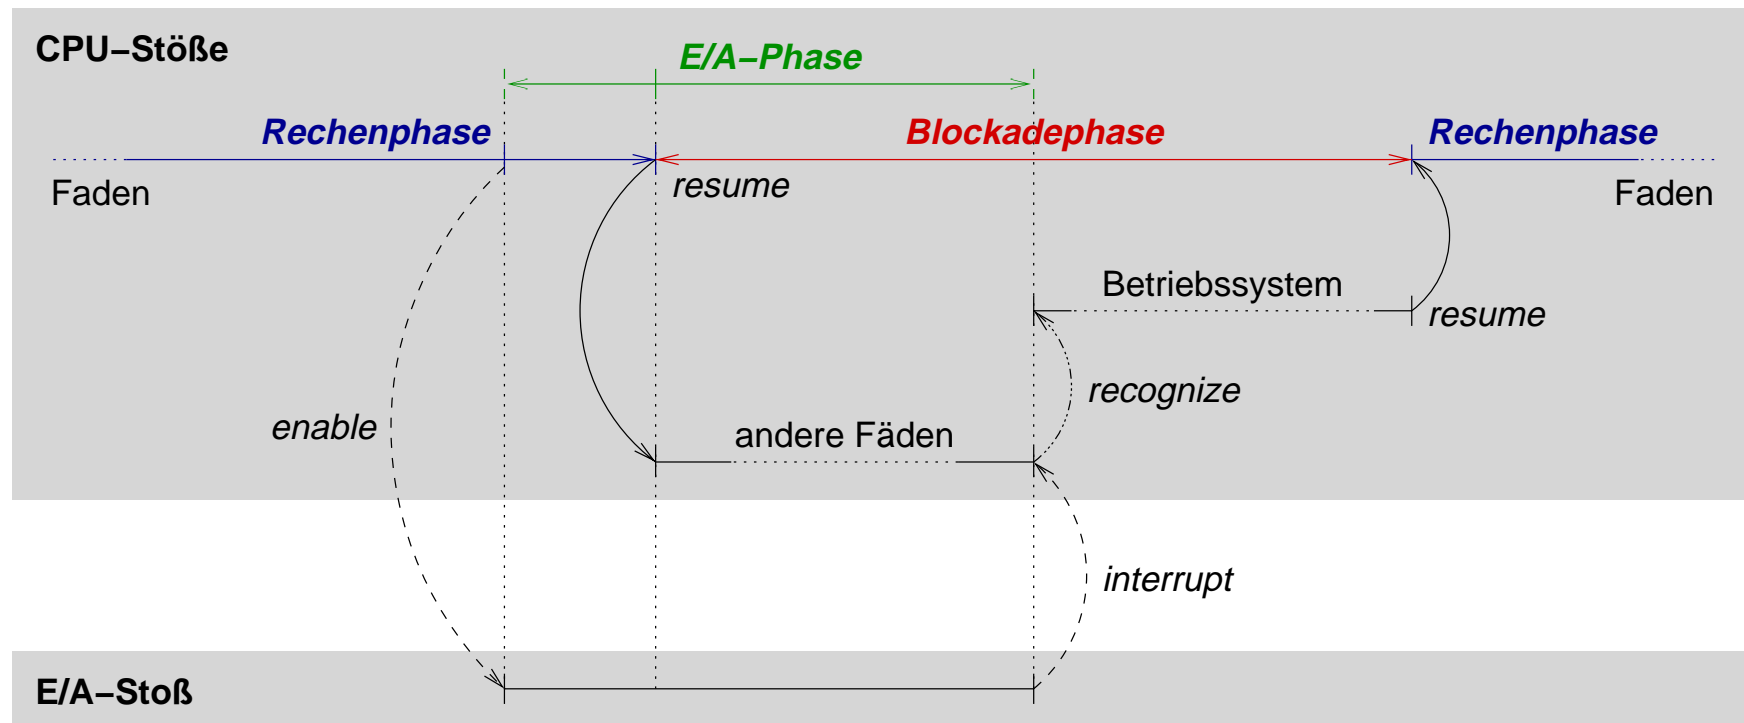 CPU–Stöße
E/A–Phase
Rechenphase
Blockadephase
Rechenphase
Faden
resume
Faden
Betriebssystem
resume
recognize
enable
andere Fäden
interrupt
E/A–Stoß